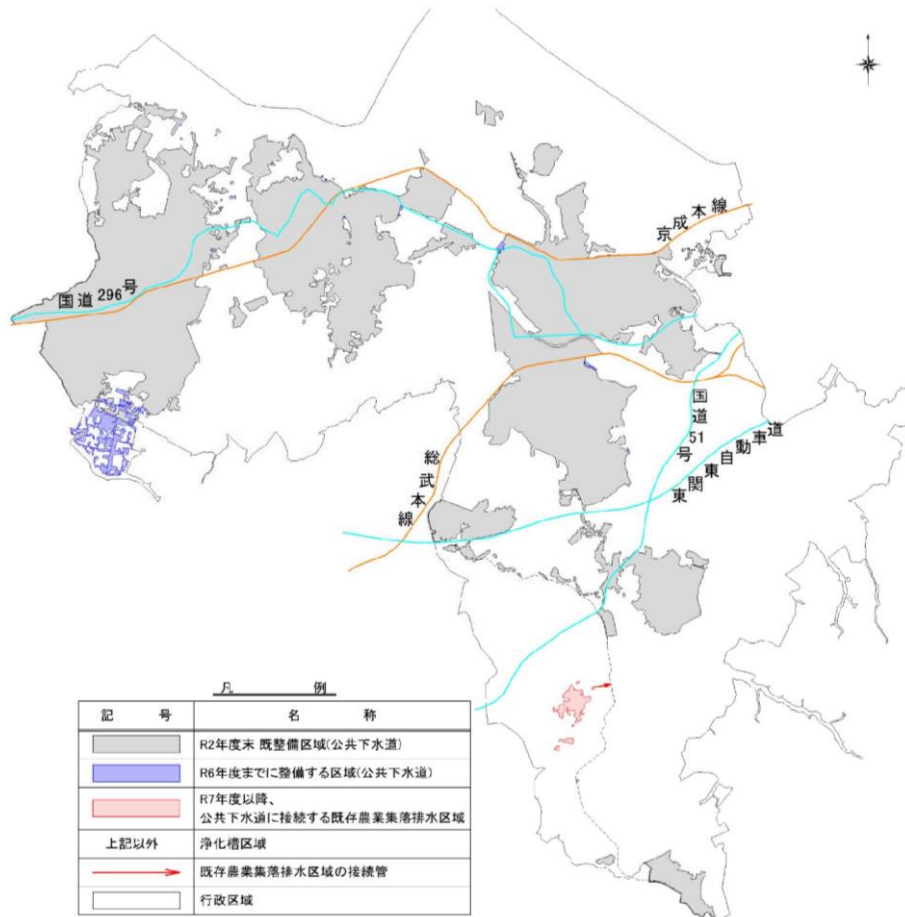 京成本線
国道296号
国道51号
東関東自動車道
総武本線
凡 例
記 号 名 称
R2年度末 既整備区域(公共下水道)
R6年度までに整備する区域(公共下水道)
R7年度以降、
公共下水道に接続する既存農業集落排水区域
上記以外 浄化槽区域
既存農業集落排水区域の接続管
行政区域